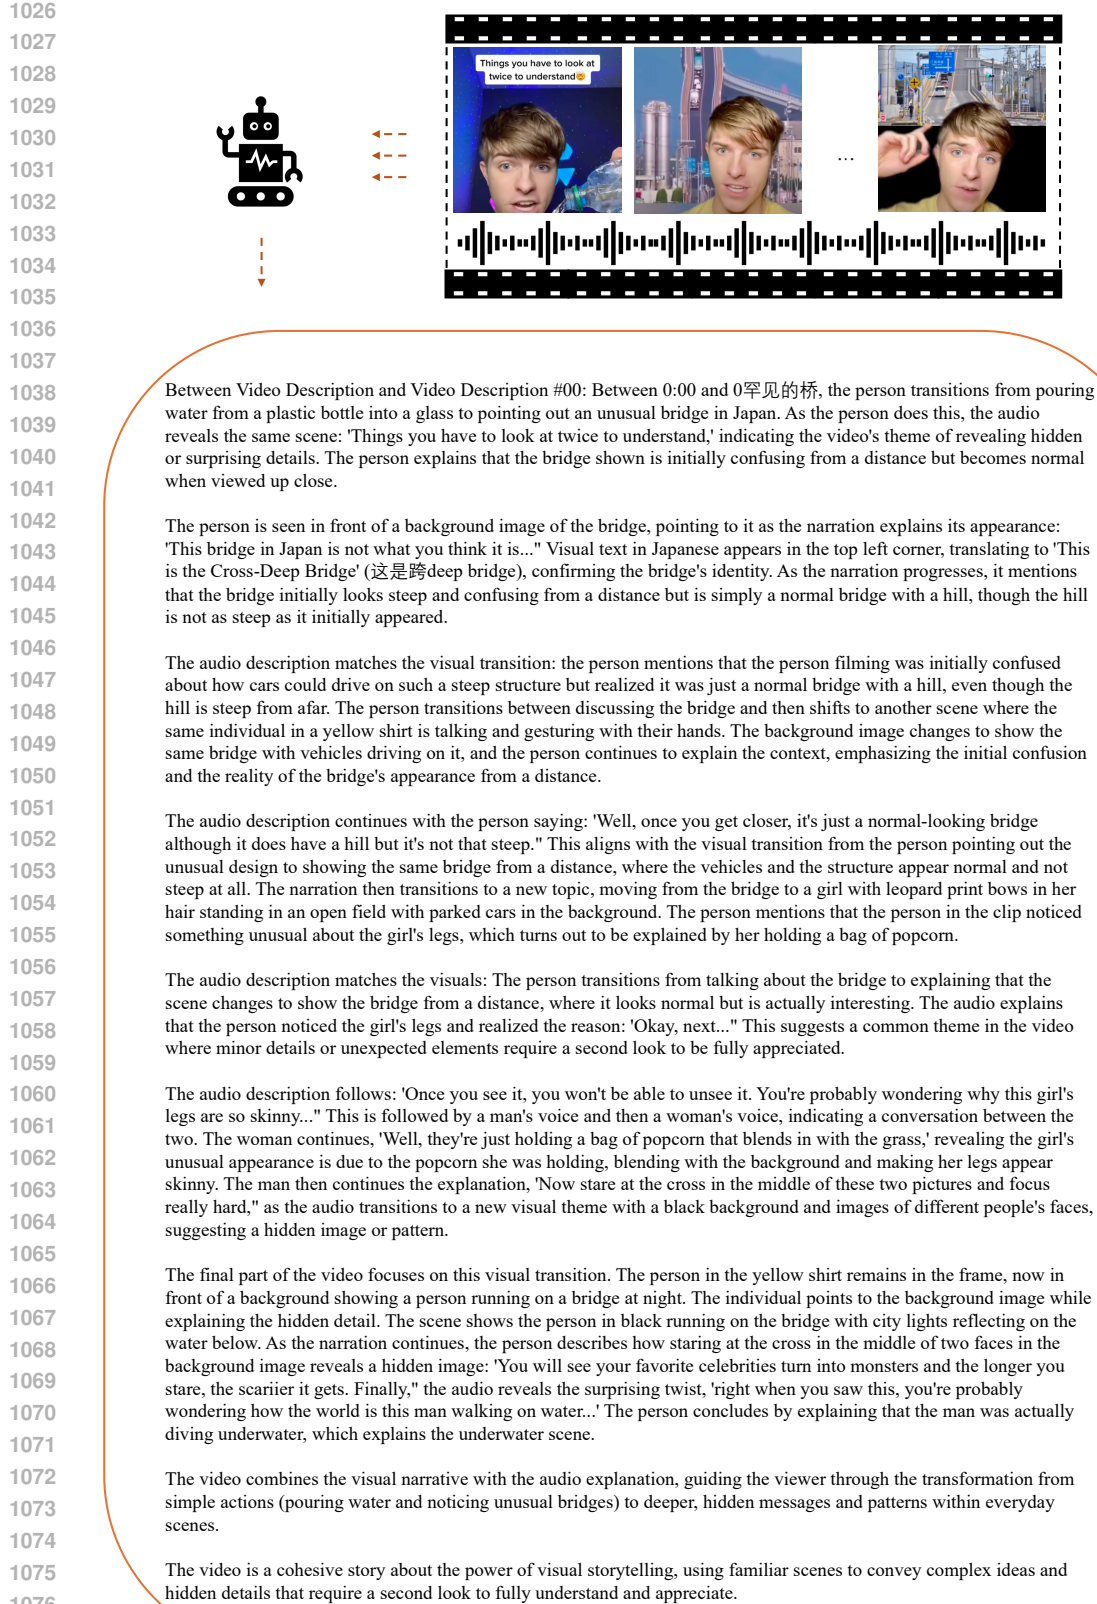 1026
1027
1028
1029
1030
1031
1032
1033
1034
1035
1036
1037
1038
1039
1040
1041
1042
1043
1044
1045
1046
1047
1048
1049
1050
1051
1052
1053
1054
1055
1056
1057
1058
1059
1060
1061
1062
1063
1064
1065
1066
1067
1068
1069
1070
1071
1072
1073
1074
1075
1076
Things you have to look at
twice to understand🤯
...
Between Video Description and Video Description #00: Between 0:00 and 0罕见的桥, the person transitions from pouring
water from a plastic bottle into a glass to pointing out an unusual bridge in Japan. As the person does this, the audio
reveals the same scene: 'Things you have to look at twice to understand,' indicating the video's theme of revealing hidden
or surprising details. The person explains that the bridge shown is initially confusing from a distance but becomes normal
when viewed up close.
The person is seen in front of a background image of the bridge, pointing to it as the narration explains its appearance:
'This bridge in Japan is not what you think it is..." Visual text in Japanese appears in the top left corner, translating to 'This
is the Cross-Deep Bridge' (这是跨deep bridge), confirming the bridge's identity. As the narration progresses, it mentions
that the bridge initially looks steep and confusing from a distance but is simply a normal bridge with a hill, though the hill
is not as steep as it initially appeared.
The audio description matches the visual transition: the person mentions that the person filming was initially confused
about how cars could drive on such a steep structure but realized it was just a normal bridge with a hill, even though the
hill is steep from afar. The person transitions between discussing the bridge and then shifts to another scene where the
same individual in a yellow shirt is talking and gesturing with their hands. The background image changes to show the
same bridge with vehicles driving on it, and the person continues to explain the context, emphasizing the initial confusion
and the reality of the bridge's appearance from a distance.
The audio description continues with the person saying: 'Well, once you get closer, it's just a normal-looking bridge
although it does have a hill but it's not that steep." This aligns with the visual transition from the person pointing out the
unusual design to showing the same bridge from a distance, where the vehicles and the structure appear normal and not
steep at all. The narration then transitions to a new topic, moving from the bridge to a girl with leopard print bows in her
hair standing in an open field with parked cars in the background. The person mentions that the person in the clip noticed
something unusual about the girl's legs, which turns out to be explained by her holding a bag of popcorn.
The audio description matches the visuals: The person transitions from talking about the bridge to explaining that the
scene changes to show the bridge from a distance, where it looks normal but is actually interesting. The audio explains
that the person noticed the girl's legs and realized the reason: 'Okay, next..." This suggests a common theme in the video
where minor details or unexpected elements require a second look to be fully appreciated.
The audio description follows: 'Once you see it, you won't be able to unsee it. You're probably wondering why this girl's
legs are so skinny..." This is followed by a man's voice and then a woman's voice, indicating a conversation between the
two. The woman continues, 'Well, they're just holding a bag of popcorn that blends in with the grass,' revealing the girl's
unusual appearance is due to the popcorn she was holding, blending with the background and making her legs appear
skinny. The man then continues the explanation, 'Now stare at the cross in the middle of these two pictures and focus
really hard," as the audio transitions to a new visual theme with a black background and images of different people's faces,
suggesting a hidden image or pattern.
The final part of the video focuses on this visual transition. The person in the yellow shirt remains in the frame, now in
front of a background showing a person running on a bridge at night. The individual points to the background image while
explaining the hidden detail. The scene shows the person in black running on the bridge with city lights reflecting on the
water below. As the narration continues, the person describes how staring at the cross in the middle of two faces in the
background image reveals a hidden image: 'You will see your favorite celebrities turn into monsters and the longer you
stare, the scariier it gets. Finally," the audio reveals the surprising twist, 'right when you saw this, you're probably
wondering how the world is this man walking on water...' The person concludes by explaining that the man was actually
diving underwater, which explains the underwater scene.
The video combines the visual narrative with the audio explanation, guiding the viewer through the transformation from
simple actions (pouring water and noticing unusual bridges) to deeper, hidden messages and patterns within everyday
scenes.
The video is a cohesive story about the power of visual storytelling, using familiar scenes to convey complex ideas and
hidden details that require a second look to fully understand and appreciate.